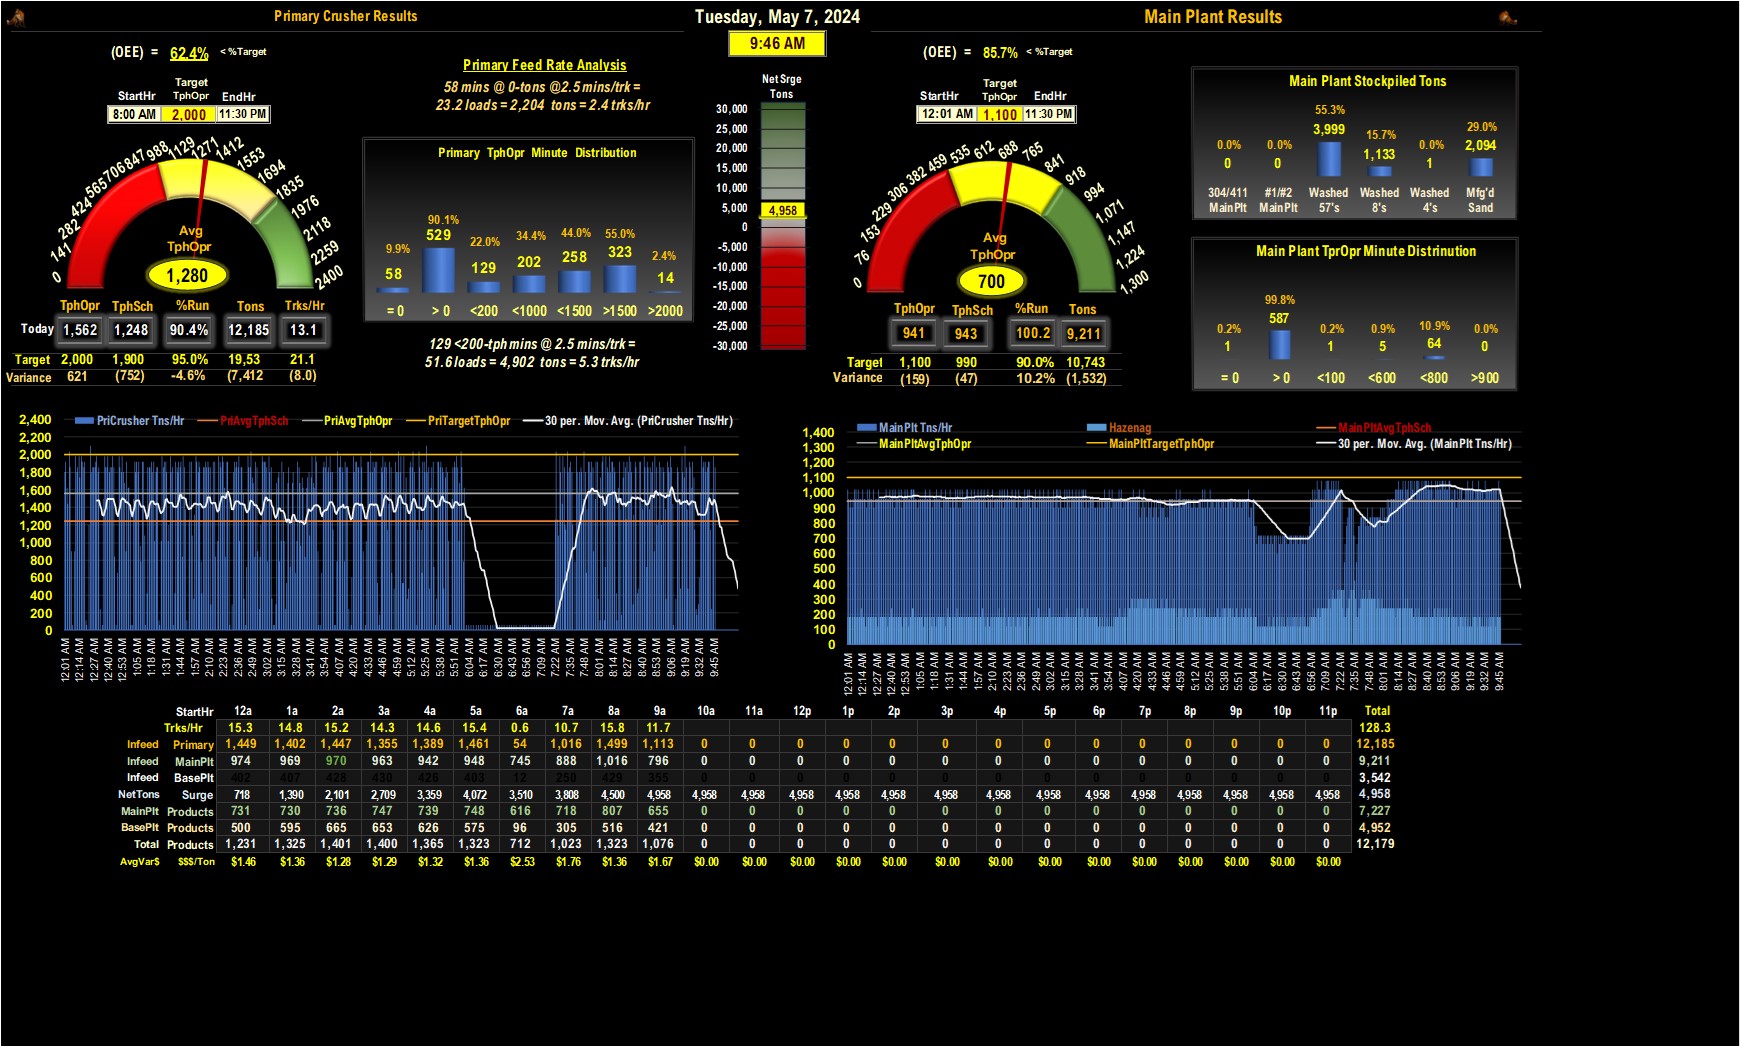 Primary Crusher Results
Tuesday, May 7, 2024
Main Plant Results
9:46 AM
(OEE) = 62.4% < %Target
Target
StartHr TphOpr EndHr
8:00 AM 2,000 11:30 PM
0 141 282 424 565 706 847 988 1129 1271 1412 1553 1694 1835 1976 2118 2259 2400
Avg
TphOpr
1,280
TphOpr TphSch %Run Tons Trks/Hr
Today 1,562 1,248 90.4% 12,185 13.1
Target 2,000 1,900 95.0% 19,53 21.1
Variance 621 (752) -4.6% (7,412 (8.0)
Primary Feed Rate Analysis
58 mins @ 0-tons @2.5 mins/trk =
23.2 loads = 2,204 tons = 2.4 trks/hr
Primary TphOpr Minute Distribution
9.9% 90.1% 22.0% 34.4% 44.0% 55.0% 2.4%
58 529 129 202 258 323 14
= 0 > 0 <200 <1000 <1500 >1500 >2000
129 <200-tph mins @ 2.5 mins/trk =
51.6 loads = 4,902 tons = 5.3 trks/hr
Net Srge
Tons
30,000
25,000
20,000
15,000
10,000
5,000
4,958
0
-5,000
-10,000
-15,000
-20,000
-25,000
-30,000
(OEE) = 85.7% < %Target
Target
StartHr TphOpr EndHr
12:01 AM 1,100 11:30 PM
0 76 153 229 306 382 459 535 612 688 765 841 918 994 1,071 1,147 1,224 1,300
Avg
TphOpr
700
TphOpr TphSch %Run Tons
941 943 100.2 9,211
Target 1,100 990 90.0% 10,743
Variance (159) (47) 10.2% (1,532)
Main Plant Stockpiled Tons
0.0% 0.0% 55.3% 15.7% 0.0% 29.0%
0 0 3,999 1,133 1 2,094
304/411 #1/#2 Washed Washed Washed Mfg'd
MainPlt MainPlt 57's 8's 4's Sand
Main Plant TprOpr Minute Distrinution
0.2% 99.8% 0.2% 0.9% 10.9% 0.0%
1 587 1 5 64 0
= 0 > 0 <100 <600 <800 >900
PriCrusher Tns/Hr PriAvgTphSch PriAvgTphOpr PriTargetTphOpr 30 per. Mov. Avg. (PriCrusher Tns/Hr)
2,400
2,200
2,000
1,800
1,600
1,400
1,200
1,000
800
600
400
200
0
12:01 AM 12:14 AM 12:27 AM 12:40 AM 12:53 AM 1:05 AM 1:18 AM 1:31 AM 1:44 AM 1:57 AM 2:10 AM 2:23 AM 2:36 AM 2:49 AM 3:02 AM 3:15 AM 3:28 AM 3:41 AM 3:54 AM 4:07 AM 4:20 AM 4:33 AM 4:46 AM 4:59 AM 5:12 AM 5:25 AM 5:38 AM 5:51 AM 6:04 AM 6:17 AM 6:30 AM 6:43 AM 6:56 AM 7:09 AM 7:22 AM 7:35 AM 7:48 AM 8:01 AM 8:14 AM 8:27 AM 8:40 AM 8:53 AM 9:06 AM 9:19 AM 9:32 AM 9:45 AM
MainPlt Tns/Hr Hazenag MainPltAvgTphSch
MainPltAvgTphOpr MainPltTargetTphOpr 30 per. Mov. Avg. (MainPlt Tns/Hr)
1,400
1,300
1,200
1,100
1,000
900
800
700
600
500
400
300
200
100
0
12:01 AM 12:14 AM 12:27 AM 12:40 AM 12:53 AM 1:05 AM 1:18 AM 1:31 AM 1:44 AM 1:57 AM 2:10 AM 2:23 AM 2:36 AM 2:49 AM 3:02 AM 3:15 AM 3:28 AM 3:41 AM 3:54 AM 4:07 AM 4:20 AM 4:33 AM 4:46 AM 4:59 AM 5:12 AM 5:25 AM 5:38 AM 5:51 AM 6:04 AM 6:17 AM 6:30 AM 6:43 AM 6:56 AM 7:09 AM 7:22 AM 7:35 AM 7:48 AM 8:01 AM 8:14 AM 8:27 AM 8:40 AM 8:53 AM 9:06 AM 9:19 AM 9:32 AM 9:45 AM
StartHr 12a 1a 2a 3a 4a 5a 6a 7a 8a 9a 10a 11a 12p 1p 2p 3p 4p 5p 6p 7p 8p 9p 10p 11p Total
Trks/Hr 15.3 14.8 15.2 14.3 14.6 15.4 0.6 10.7 15.8 11.7 128.3
Infeed Primary 1,449 1,402 1,447 1,355 1,389 1,461 54 1,016 1,499 1,113 0 0 0 0 0 0 0 0 0 0 0 0 0 0 12,185
Infeed MainPlt 974 969 970 963 942 948 745 888 1,016 796 0 0 0 0 0 0 0 0 0 0 0 0 0 0 9,211
Infeed BasePlt 402 407 428 430 426 403 12 250 429 355 0 0 0 0 0 0 0 0 0 0 0 0 0 0 3,542
NetTons Surge 718 1,390 2,101 2,709 3,359 4,072 3,510 3,808 4,500 4,958 4,958 4,958 4,958 4,958 4,958 4,958 4,958 4,958 4,958 4,958 4,958 4,958 4,958 4,958 4,958
MainPlt Products 731 730 736 747 739 748 616 718 807 655 0 0 0 0 0 0 0 0 0 0 0 0 0 0 7,227
BasePlt Products 500 595 665 653 626 575 96 305 516 421 0 0 0 0 0 0 0 0 0 0 0 0 0 0 4,952
Total Products 1,231 1,325 1,401 1,400 1,365 1,323 712 1,023 1,323 1,076 0 0 0 0 0 0 0 0 0 0 0 0 0 0 12,179
AvgVar$ $$$/Ton $1.46 $1.36 $1.28 $1.29 $1.32 $1.36 $2.53 $1.76 $1.36 $1.67 $0.00 $0.00 $0.00 $0.00 $0.00 $0.00 $0.00 $0.00 $0.00 $0.00 $0.00 $0.00 $0.00 $0.00